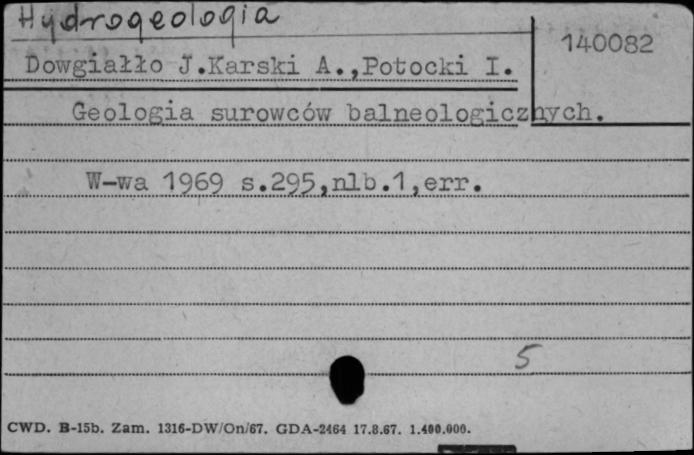 Hydrogeologia
140082
Dowgiałło J.Karski A.,Potocki I.
Geologia surowców balneologicznych.
W-wa 1969 s.295,nlb.1,err.
5
CWD. B-15b. Zam. 1316-DW/On/67. GDA-2464 17.8.67. 1.400.000.